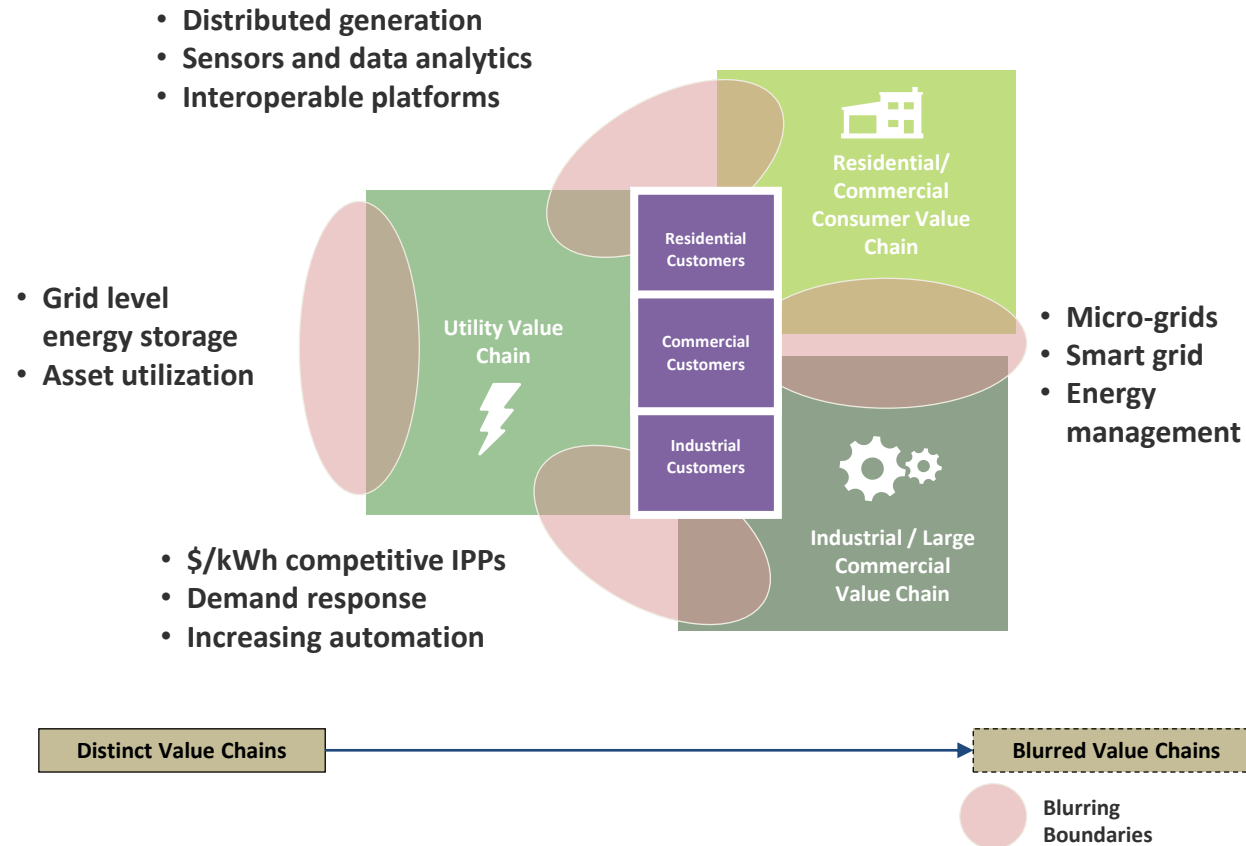 • Distributed generation
• Sensors and data analytics
• Interoperable platforms
Residential/
Commercial
Consumer Value
Chain
Residential
Customers
• Grid level
energy storage
• Asset utilization
Utility Value
Chain
Commercial
Customers
• Micro-grids
• Smart grid
• Energy
management
Industrial
Customers
Industrial / Large
Commercial
Value Chain
• $/kWh competitive IPPs
• Demand response
• Increasing automation
Distinct Value Chains
Blurred Value Chains
Blurring
Boundaries